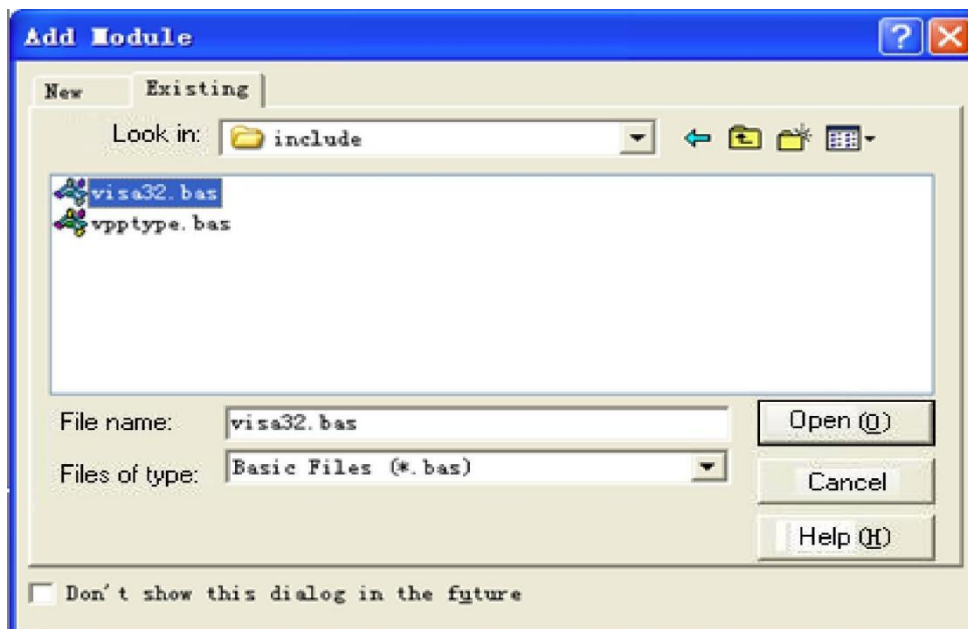 Add Module
New Existing
Look in: include
visa32.bas
vpptype.bas
File name: visa32.bas Open (O)
Files of type: Basic Files (*.bas)
Cancel
Help (H)
Don't show this dialog in the future